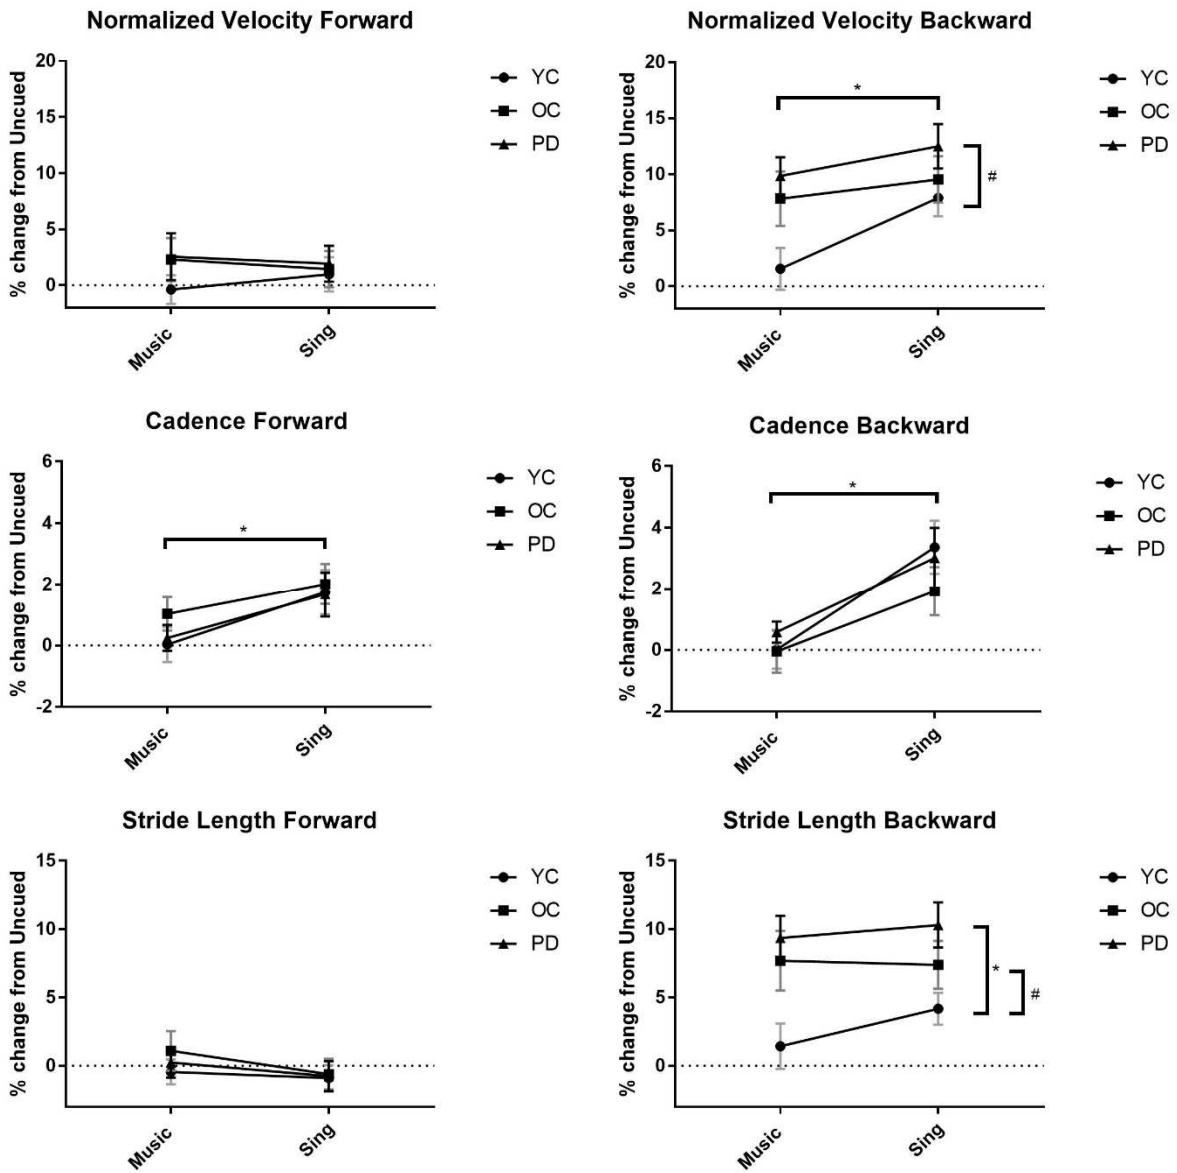 Normalized Velocity Forward
% change from Uncued
20
15
10
5
0
Music
Sing
YC
OC
PD
Normalized Velocity Backward
% change from Uncued
20
15
10
5
0
*
#
Music
Sing
YC
OC
PD
Cadence Forward
% change from Uncued
6
4
2
0
-2
*
Music
Sing
YC
OC
PD
Cadence Backward
% change from Uncued
6
4
2
0
-2
*
Music
Sing
YC
OC
PD
Stride Length Forward
% change from Uncued
15
10
5
0
Music
Sing
YC
OC
PD
Stride Length Backward
% change from Uncued
15
10
5
0
*
#
Music
Sing
YC
OC
PD